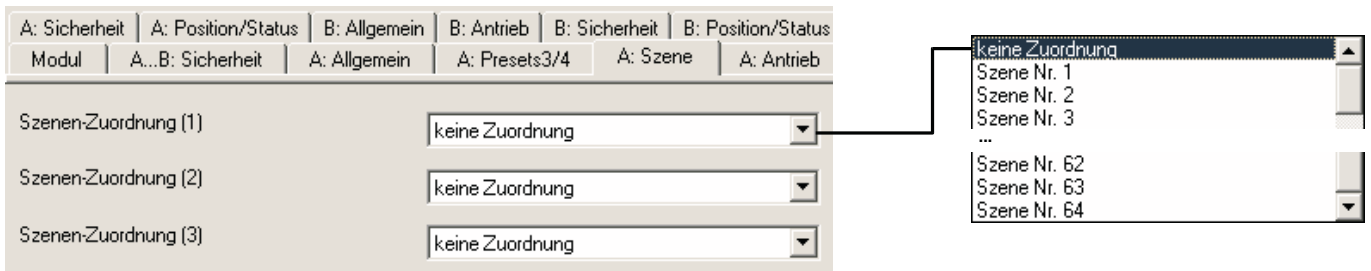 A: Sicherheit A: Position/Status B: Allgemein B: Antrieb B: Sicherheit B: Position/Status
Modul A...B: Sicherheit A: Allgemein A: Presets3/4 A: Szene A: Antrieb
Szenen-Zuordnung (1) keine Zuordnung
Szenen-Zuordnung (2) keine Zuordnung
Szenen-Zuordnung (3) keine Zuordnung
keine Zuordnung
Szene Nr. 1
Szene Nr. 2
Szene Nr. 3
...
Szene Nr. 62
Szene Nr. 63
Szene Nr. 64